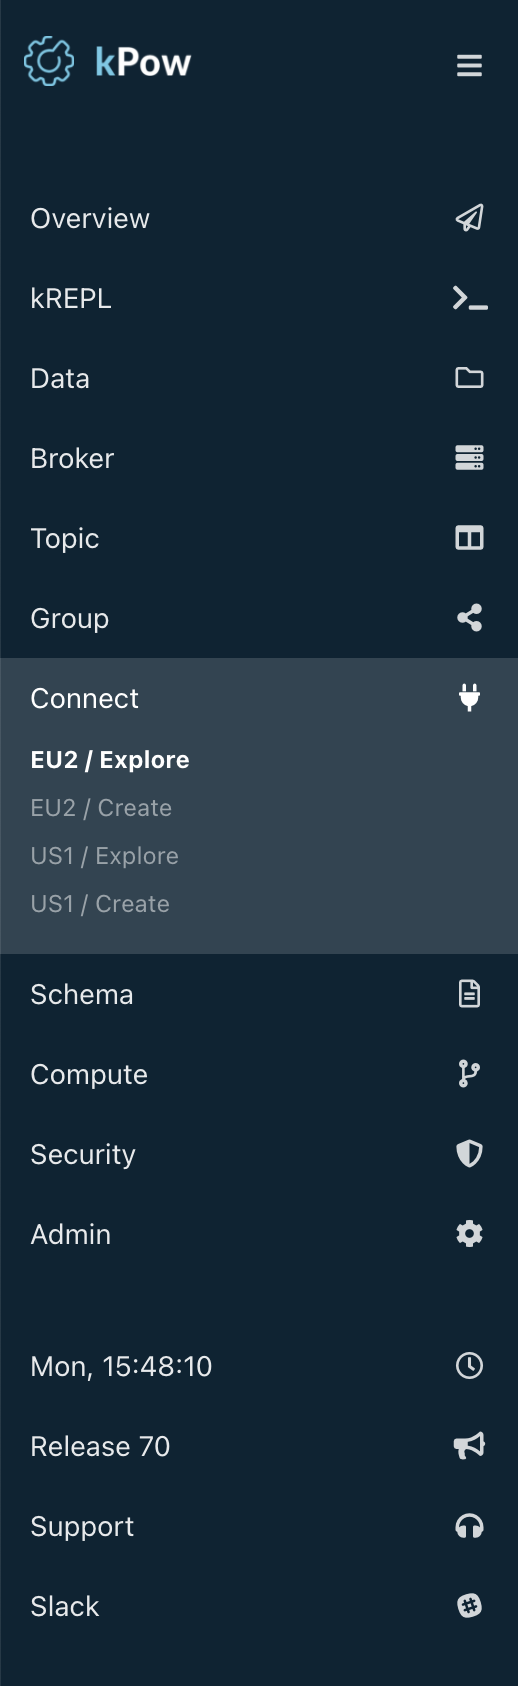 kPow
Overview
kREPL
Data
Broker
Topic
Group
Connect
EU2 / Explore
EU2 / Create
US1 / Explore
US1 / Create
Schema
Compute
Security
Admin
Mon, 15:48:10
Release 70
Support
Slack